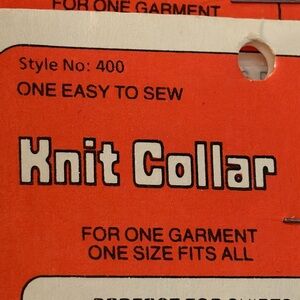 FOR ONE GARMENT
Style No: 400
ONE EASY TO SEW
Knit Collar
FOR ONE GARMENT
ONE SIZE FITS ALL